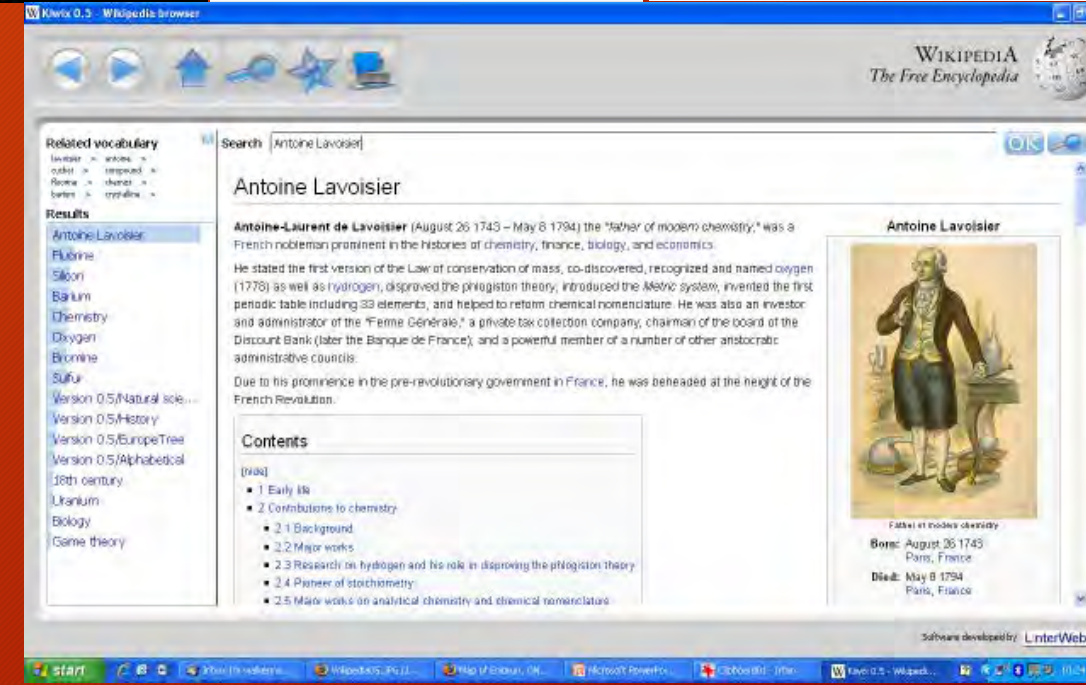 Kiwix 0.5 - Wikipedia browser
WIKIPEDIA
The Free Encyclopedia
Related vocabulary
lavoisier » antoine »
compound »
fluorine »
barium » crystalline »
Search Antoine Lavoisier
OK
Results
Antoine Lavoisier
Fluorine
Silicon
Barium
Chemistry
Oxygen
Bromine
Sulfur
Version 0.5/Natural scie...
Version 0.5/History
Version 0.5/EuropeTree
Version 0.5/Alphabetical
18th century
Uranium
Biology
Game theory
Antoine Lavoisier
Antoine-Laurent de Lavoisier (August 26 1743 – May 8 1794) the "father of modern chemistry," was a
French nobleman prominent in the histories of chemistry, finance, biology, and economics.
He stated the first version of the Law of conservation of mass, co-discovered, recognized and named oxygen
(1778) as well as hydrogen, disproved the phlogiston theory, introduced the Metric system, invented the first
periodic table including 33 elements, and helped to reform chemical nomenclature. He was also an investor
and administrator of the "Ferme Générale," a private tax collection company; chairman of the board of the
Discount Bank (later the Banque de France); and a powerful member of a number of other aristocratic
administrative councils.
Due to his prominence in the pre-revolutionary government in France, he was beheaded at the height of the
French Revolution.
Contents
[hide]
1 Early life
2 Contributions to chemistry
2.1 Background
2.2 Major works
2.3 Research on hydrogen and his role in disproving the phlogiston theory
2.4 Pioneer of stoichiometry
2.5 Major works on analytical chemistry and chemical nomenclature
Antoine Lavoisier
Father of modern chemistry
Born: August 26 1743
Paris, France
Died: May 8 1794
Paris, France
Software developed by LinterWeb
start
Microsoft PowerPoi...
Kiwix 0.5 - Wikipedi...